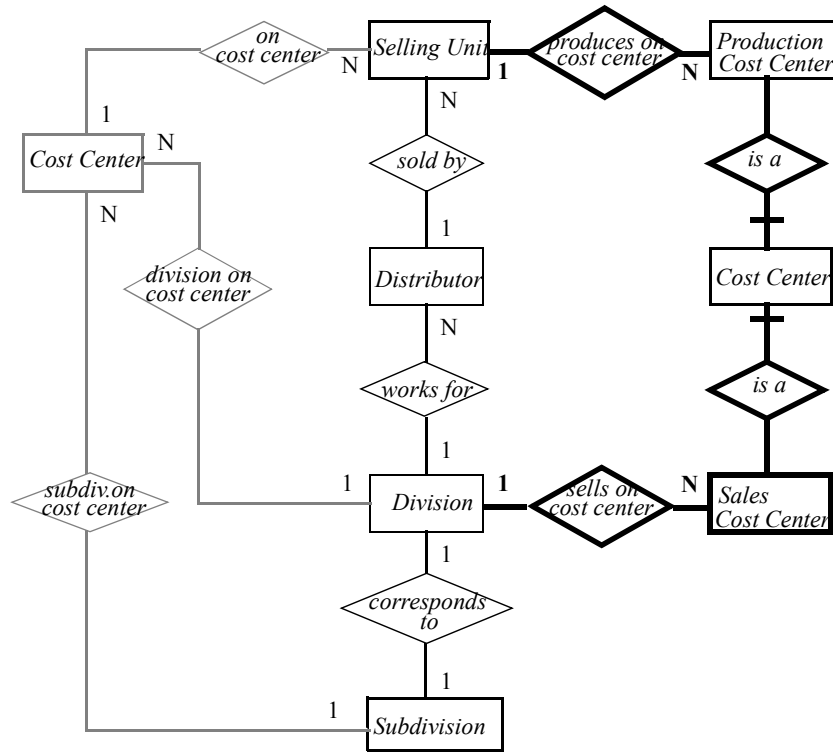 on
cost center
N
Selling Unit
1
produces on
cost center
N
Production
Cost Center
1
N
Cost Center
N
sold by
is a
N
1
division on
cost center
Distributor
Cost Center
N
works for
is a
1
subdiv.on
cost center
1
Division
1
sells on
cost center
N
Sales
Cost Center
1
corresponds
to
1
1
Subdivision